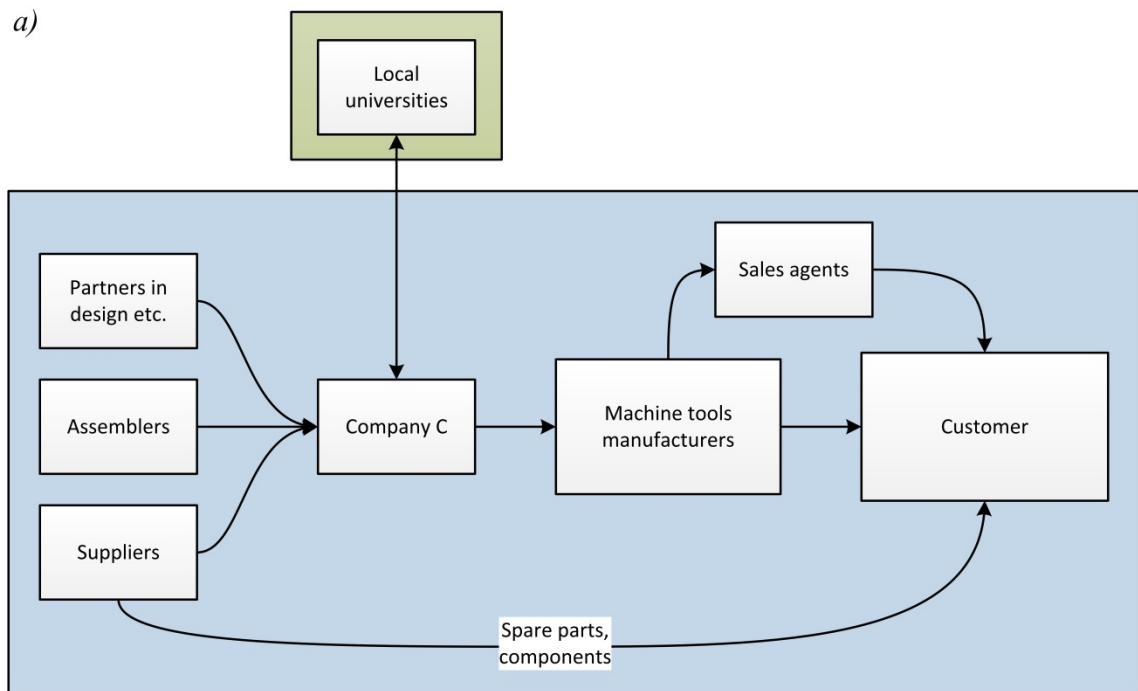 a)
Local
universities
Partners in
design etc.
Assemblers
Suppliers
Company C
Machine tools
manufacturers
Sales agents
Customer
Spare parts,
components